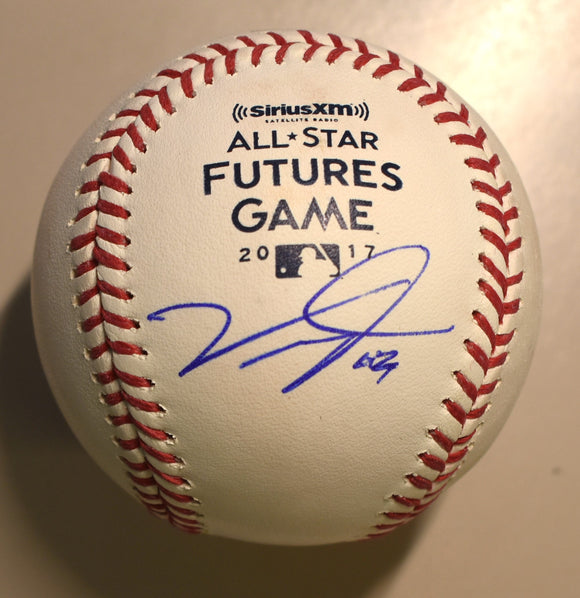 SiriusXm
SATELLITE RADIO
ALL★STAR
FUTURES
GAME
2017